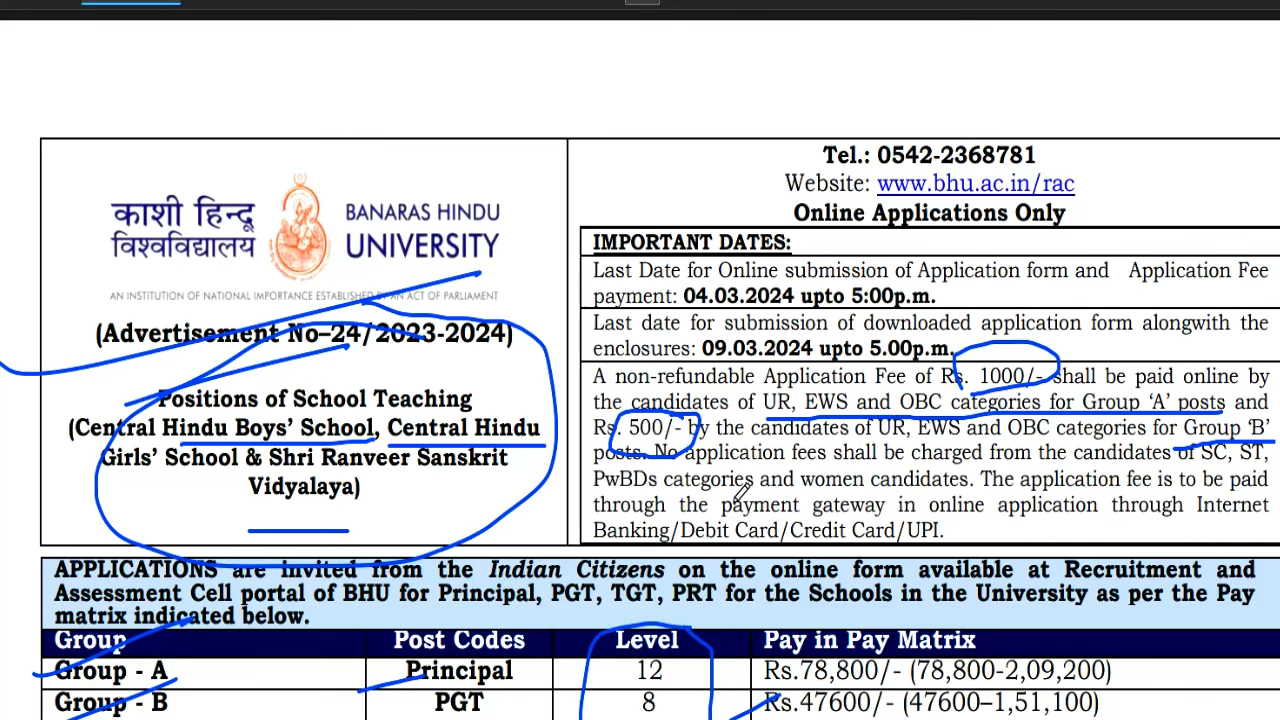 काशी हिन्दू
विश्वविद्यालय
BANARAS HINDU
UNIVERSITY
AN INSTITUTION OF NATIONAL IMPORTANCE ESTABLISHED BY AN ACT OF PARLIAMENT
(Advertisement No–24/2023-2024)
Positions of School Teaching
(Central Hindu Boys’ School, Central Hindu
Girls’ School & Shri Ranveer Sanskrit
Vidyalaya)
Tel.: 0542-2368781
Website: www.bhu.ac.in/rac
Online Applications Only
IMPORTANT DATES:
Last Date for Online submission of Application form and Application Fee
payment: 04.03.2024 upto 5:00p.m.
Last date for submission of downloaded application form alongwith the
enclosures: 09.03.2024 upto 5.00p.m.
A non-refundable Application Fee of Rs. 1000/- shall be paid online by
the candidates of UR, EWS and OBC categories for Group ‘A’ posts and
Rs. 500/- by the candidates of UR, EWS and OBC categories for Group ‘B’
posts. No application fees shall be charged from the candidates of SC, ST,
PwBDs categories and women candidates. The application fee is to be paid
through the payment gateway in online application through Internet
Banking/Debit Card/Credit Card/UPI.
APPLICATIONS are invited from the Indian Citizens on the online form available at Recruitment and
Assessment Cell portal of BHU for Principal, PGT, TGT, PRT for the Schools in the University as per the Pay
matrix indicated below.
Group Post Codes Level Pay in Pay Matrix
Group - A Principal 12 Rs.78,800/- (78,800-2,09,200)
Group - B PGT 8 Rs.47600/- (47600–1,51,100)